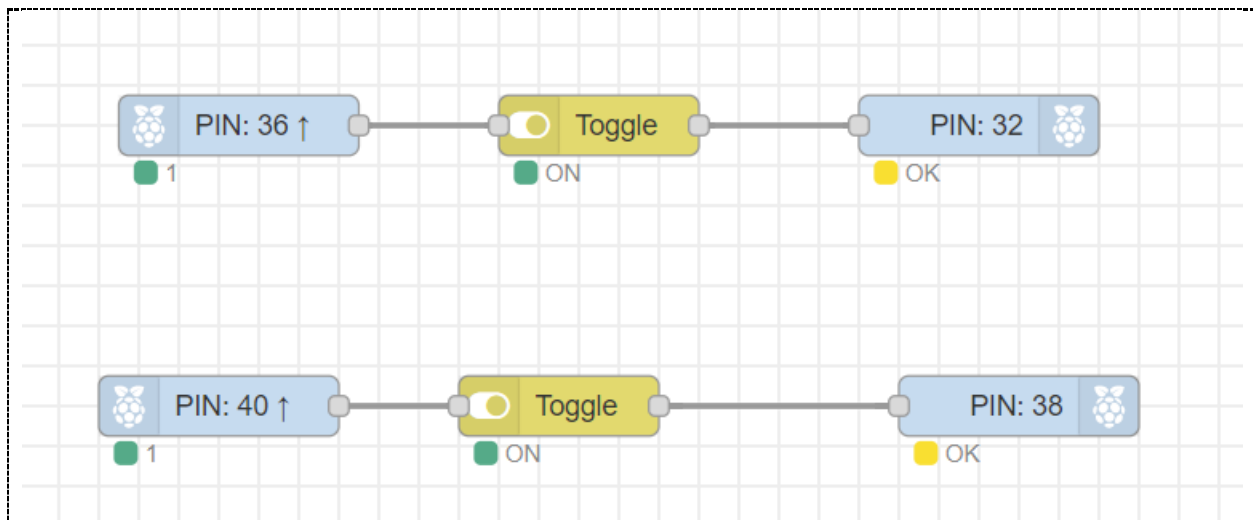 PIN: 36 ↑ Toggle PIN: 32
1 ON OK
PIN: 40 ↑ Toggle PIN: 38
1 ON OK